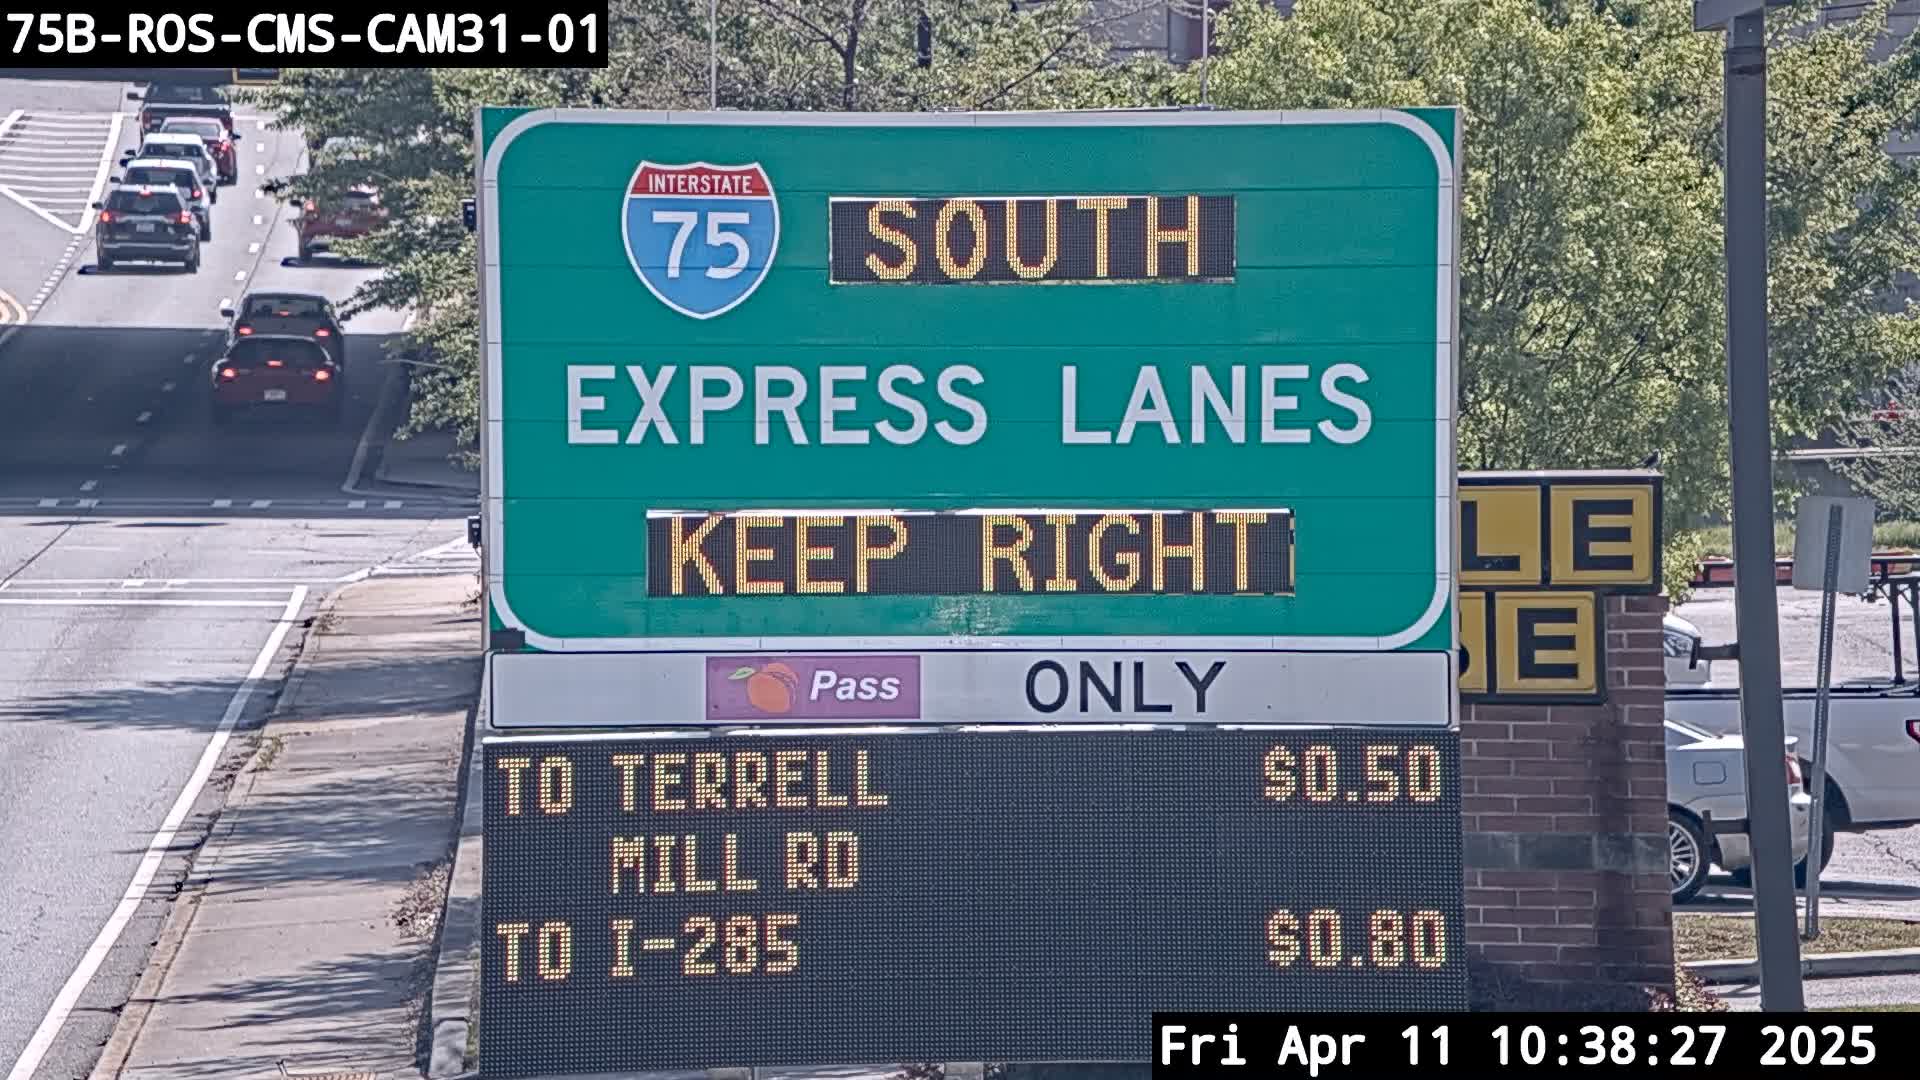 75B-ROS-CMS-CAM31-01
INTERSTATE
75
SOUTH
EXPRESS LANES
KEEP RIGHT
Pass ONLY
TO TERRELL $0.50
MILL RD
TO I-285 $0.80
LE
E
Fri Apr 11 10:38:27 2025